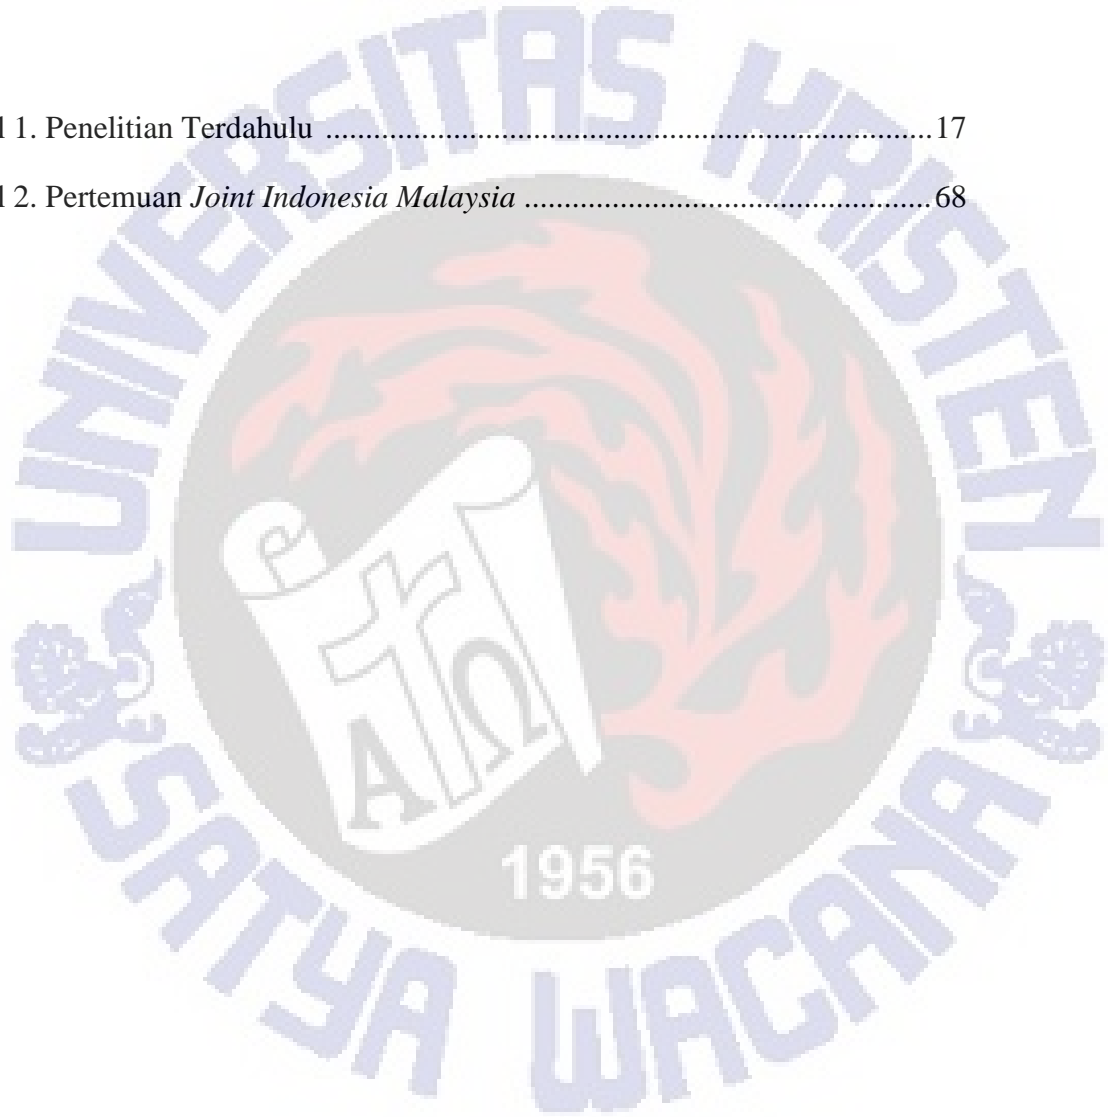 l 1. Penelitian Terdahulu ............................................................................ 17
l 2. Pertemuan Joint Indonesia Malaysia ................................................... 68
UNIVERSITAS KRISTEN
SATYA WACANA
1956
Α Ω